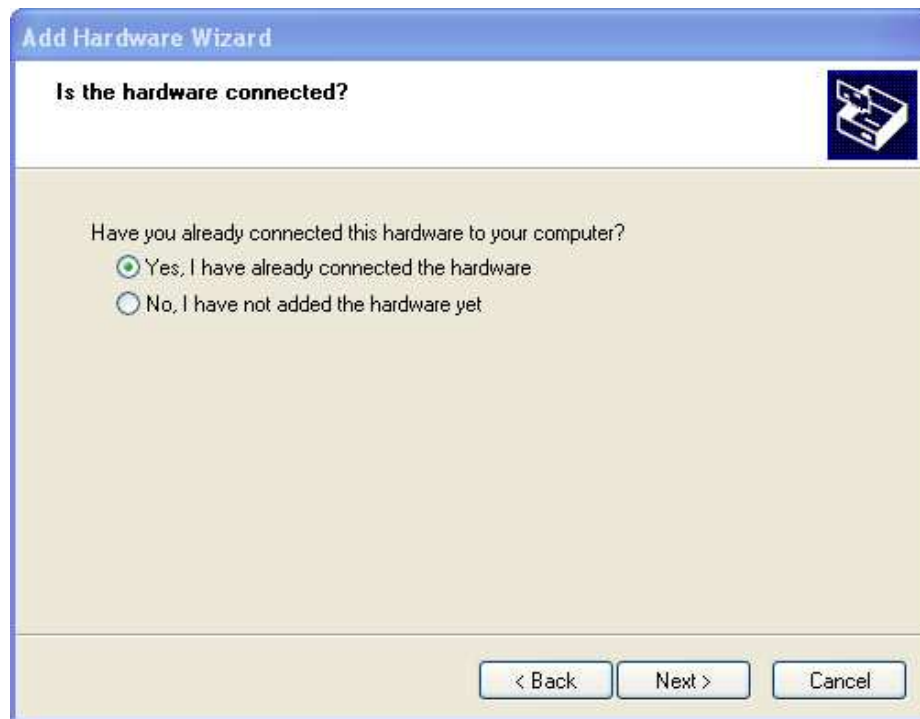 Add Hardware Wizard
Is the hardware connected?
Have you already connected this hardware to your computer?
Yes, I have already connected the hardware
No, I have not added the hardware yet
< Back Next > Cancel